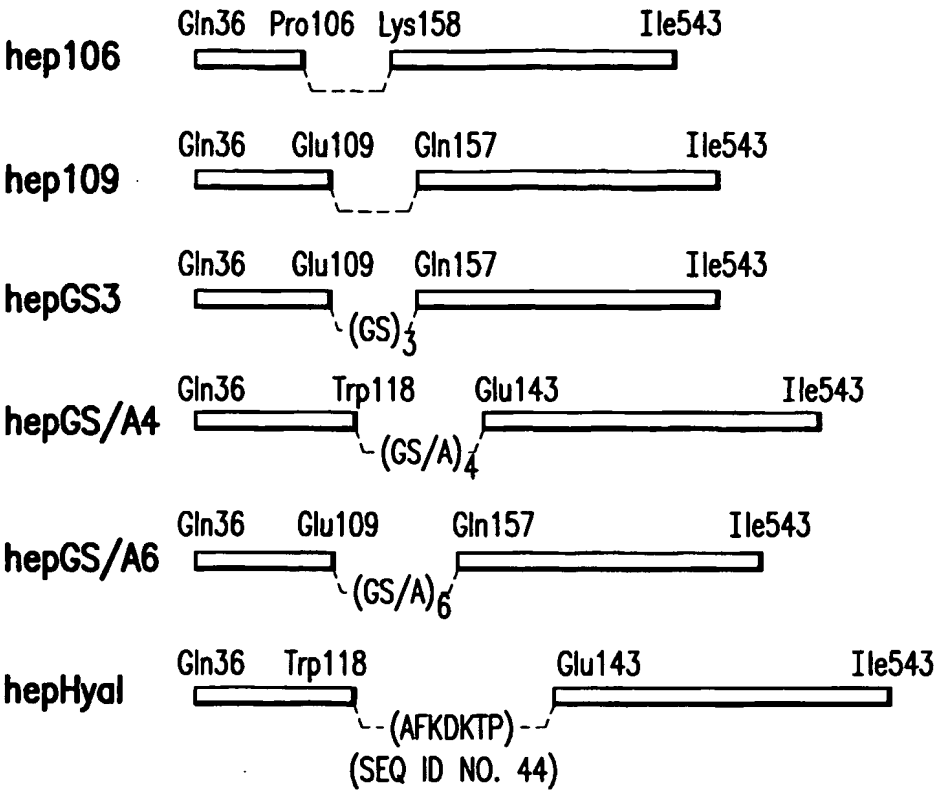 Gln36 Pro106 Lys158 Ile543
hep106
Gln36 Glu109 Gln157 Ile543
hep109
Gln36 Glu109 Gln157 Ile543
hepGS3
(GS)3
Gln36 Trp118 Glu143 Ile543
hepGS/A4
(GS/A)4
Gln36 Glu109 Gln157 Ile543
hepGS/A6
(GS/A)6
Gln36 Trp118 Glu143 Ile543
hepHyal
(AFKDKTP)
(SEQ ID NO. 44)